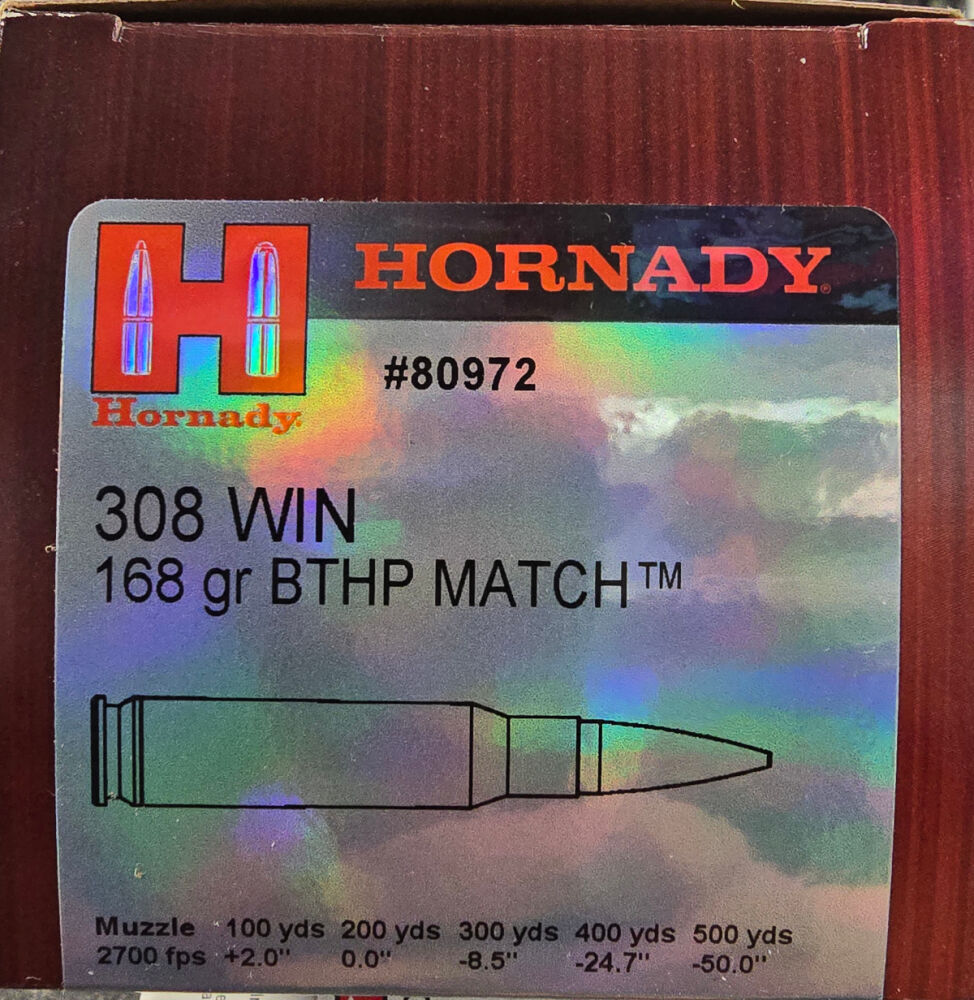 HORNADY®
#80972
Hornady®
308 WIN
168 gr BTHP MATCH™
Muzzle 100 yds 200 yds 300 yds 400 yds 500 yds
2700 fps +2.0" 0.0" -8.5" -24.7" -50.0"